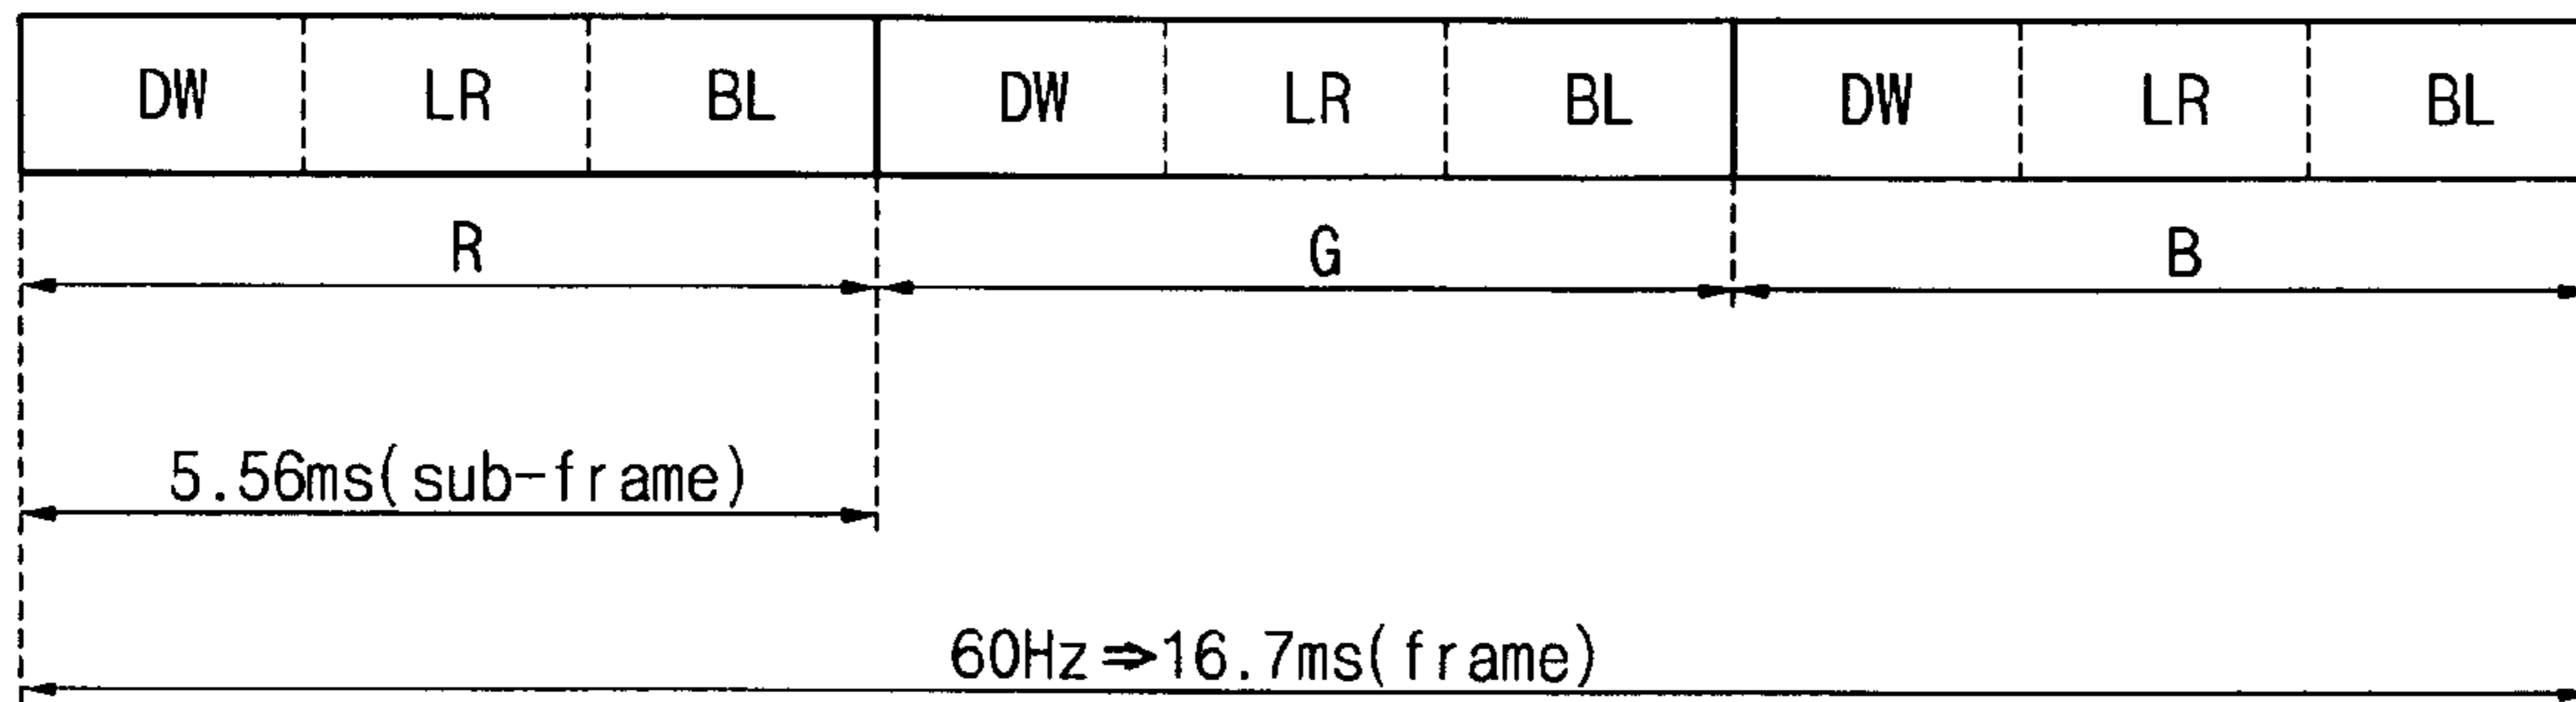 DW LR BL DW LR BL DW LR BL
R G B
5.56ms(sub-frame)
60Hz⇒16.7ms(frame)